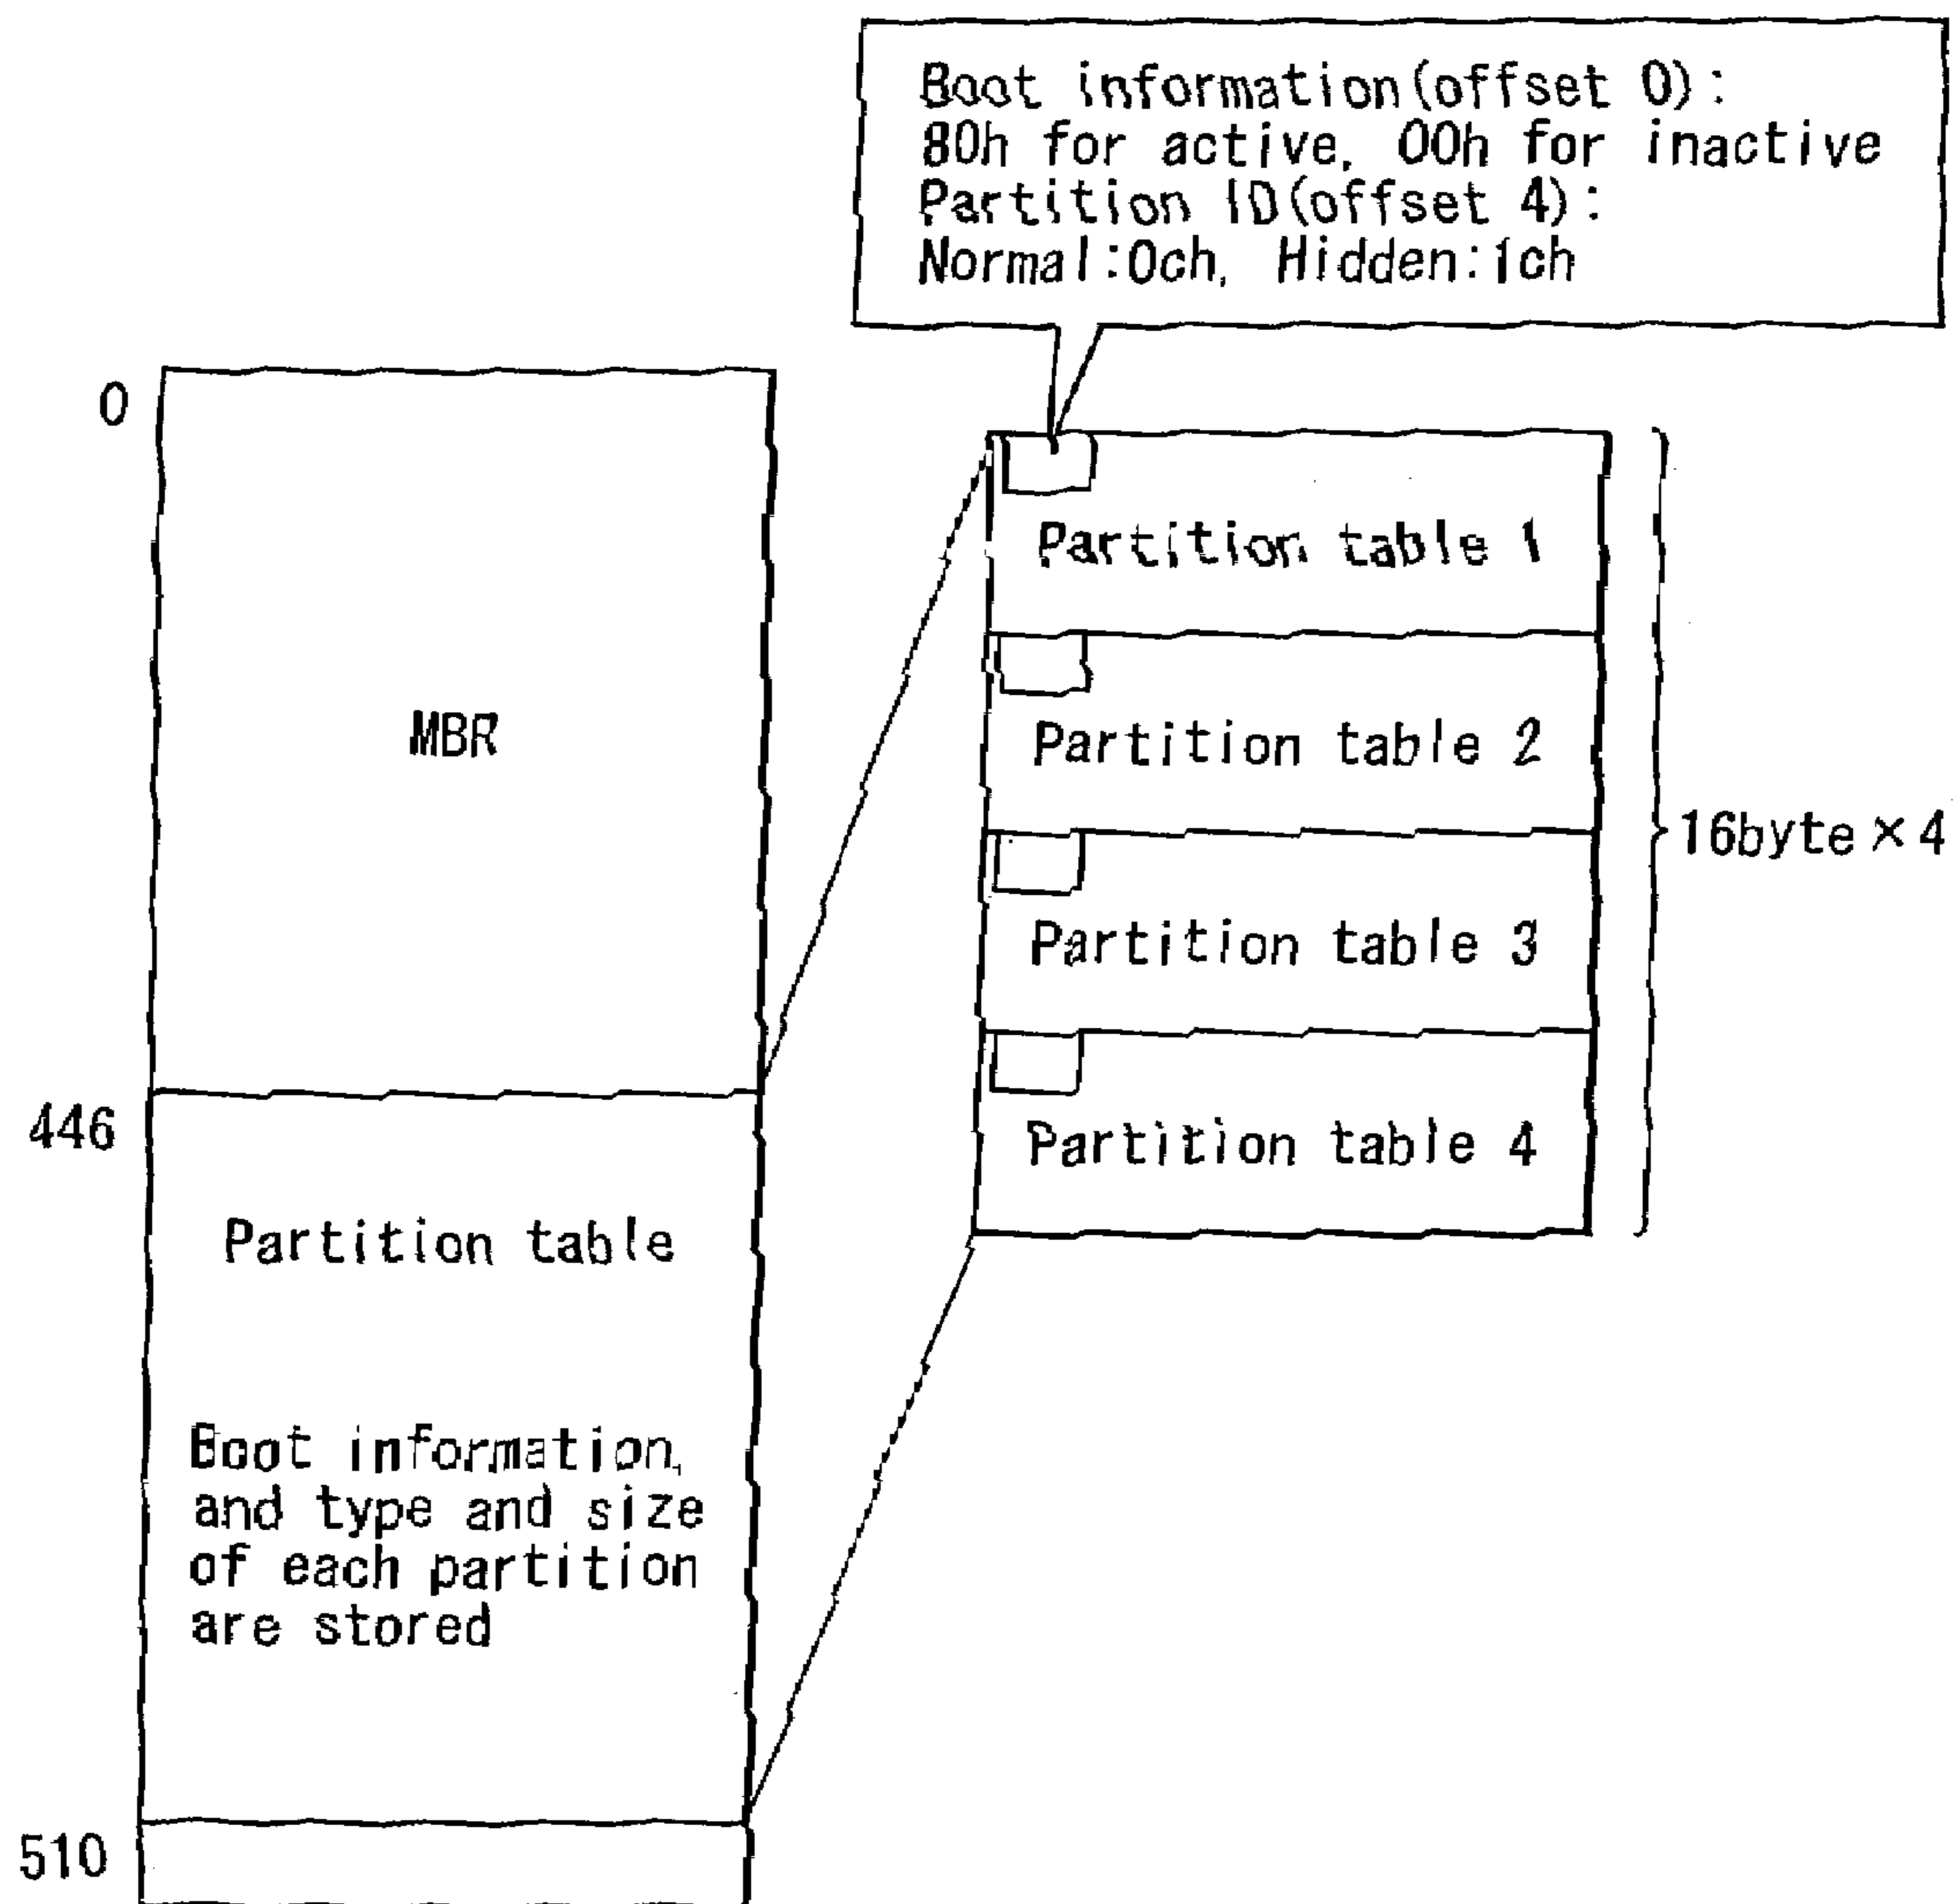 Boot information(offset 0):
80h for active, 00h for inactive
Partition ID(offset 4):
Normal:0ch, Hidden:1ch
0
MBR
446
Partition table
Boot information,
and type and size
of each partition
are stored
510
Partition table 1
Partition table 2
Partition table 3
Partition table 4
16byte×4